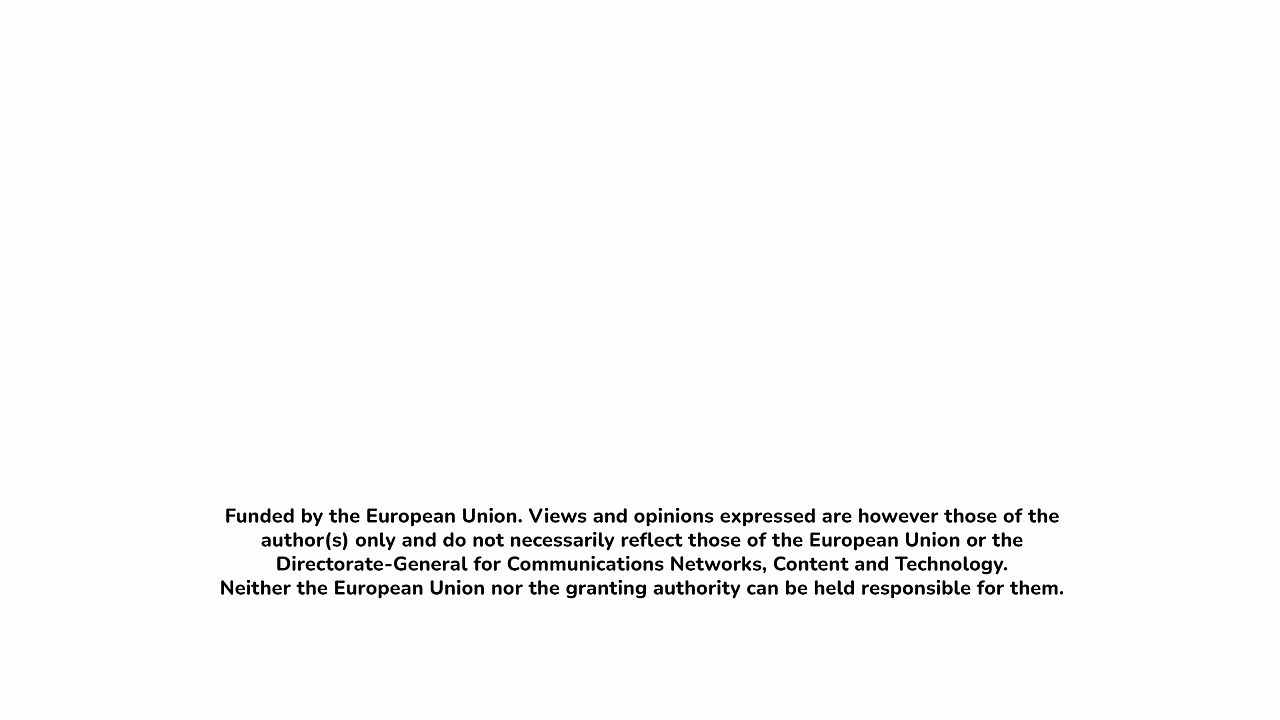 Funded by the European Union. Views and opinions expressed are however those of the
author(s) only and do not necessarily reflect those of the European Union or the
Directorate-General for Communications Networks, Content and Technology.
Neither the European Union nor the granting authority can be held responsible for them.